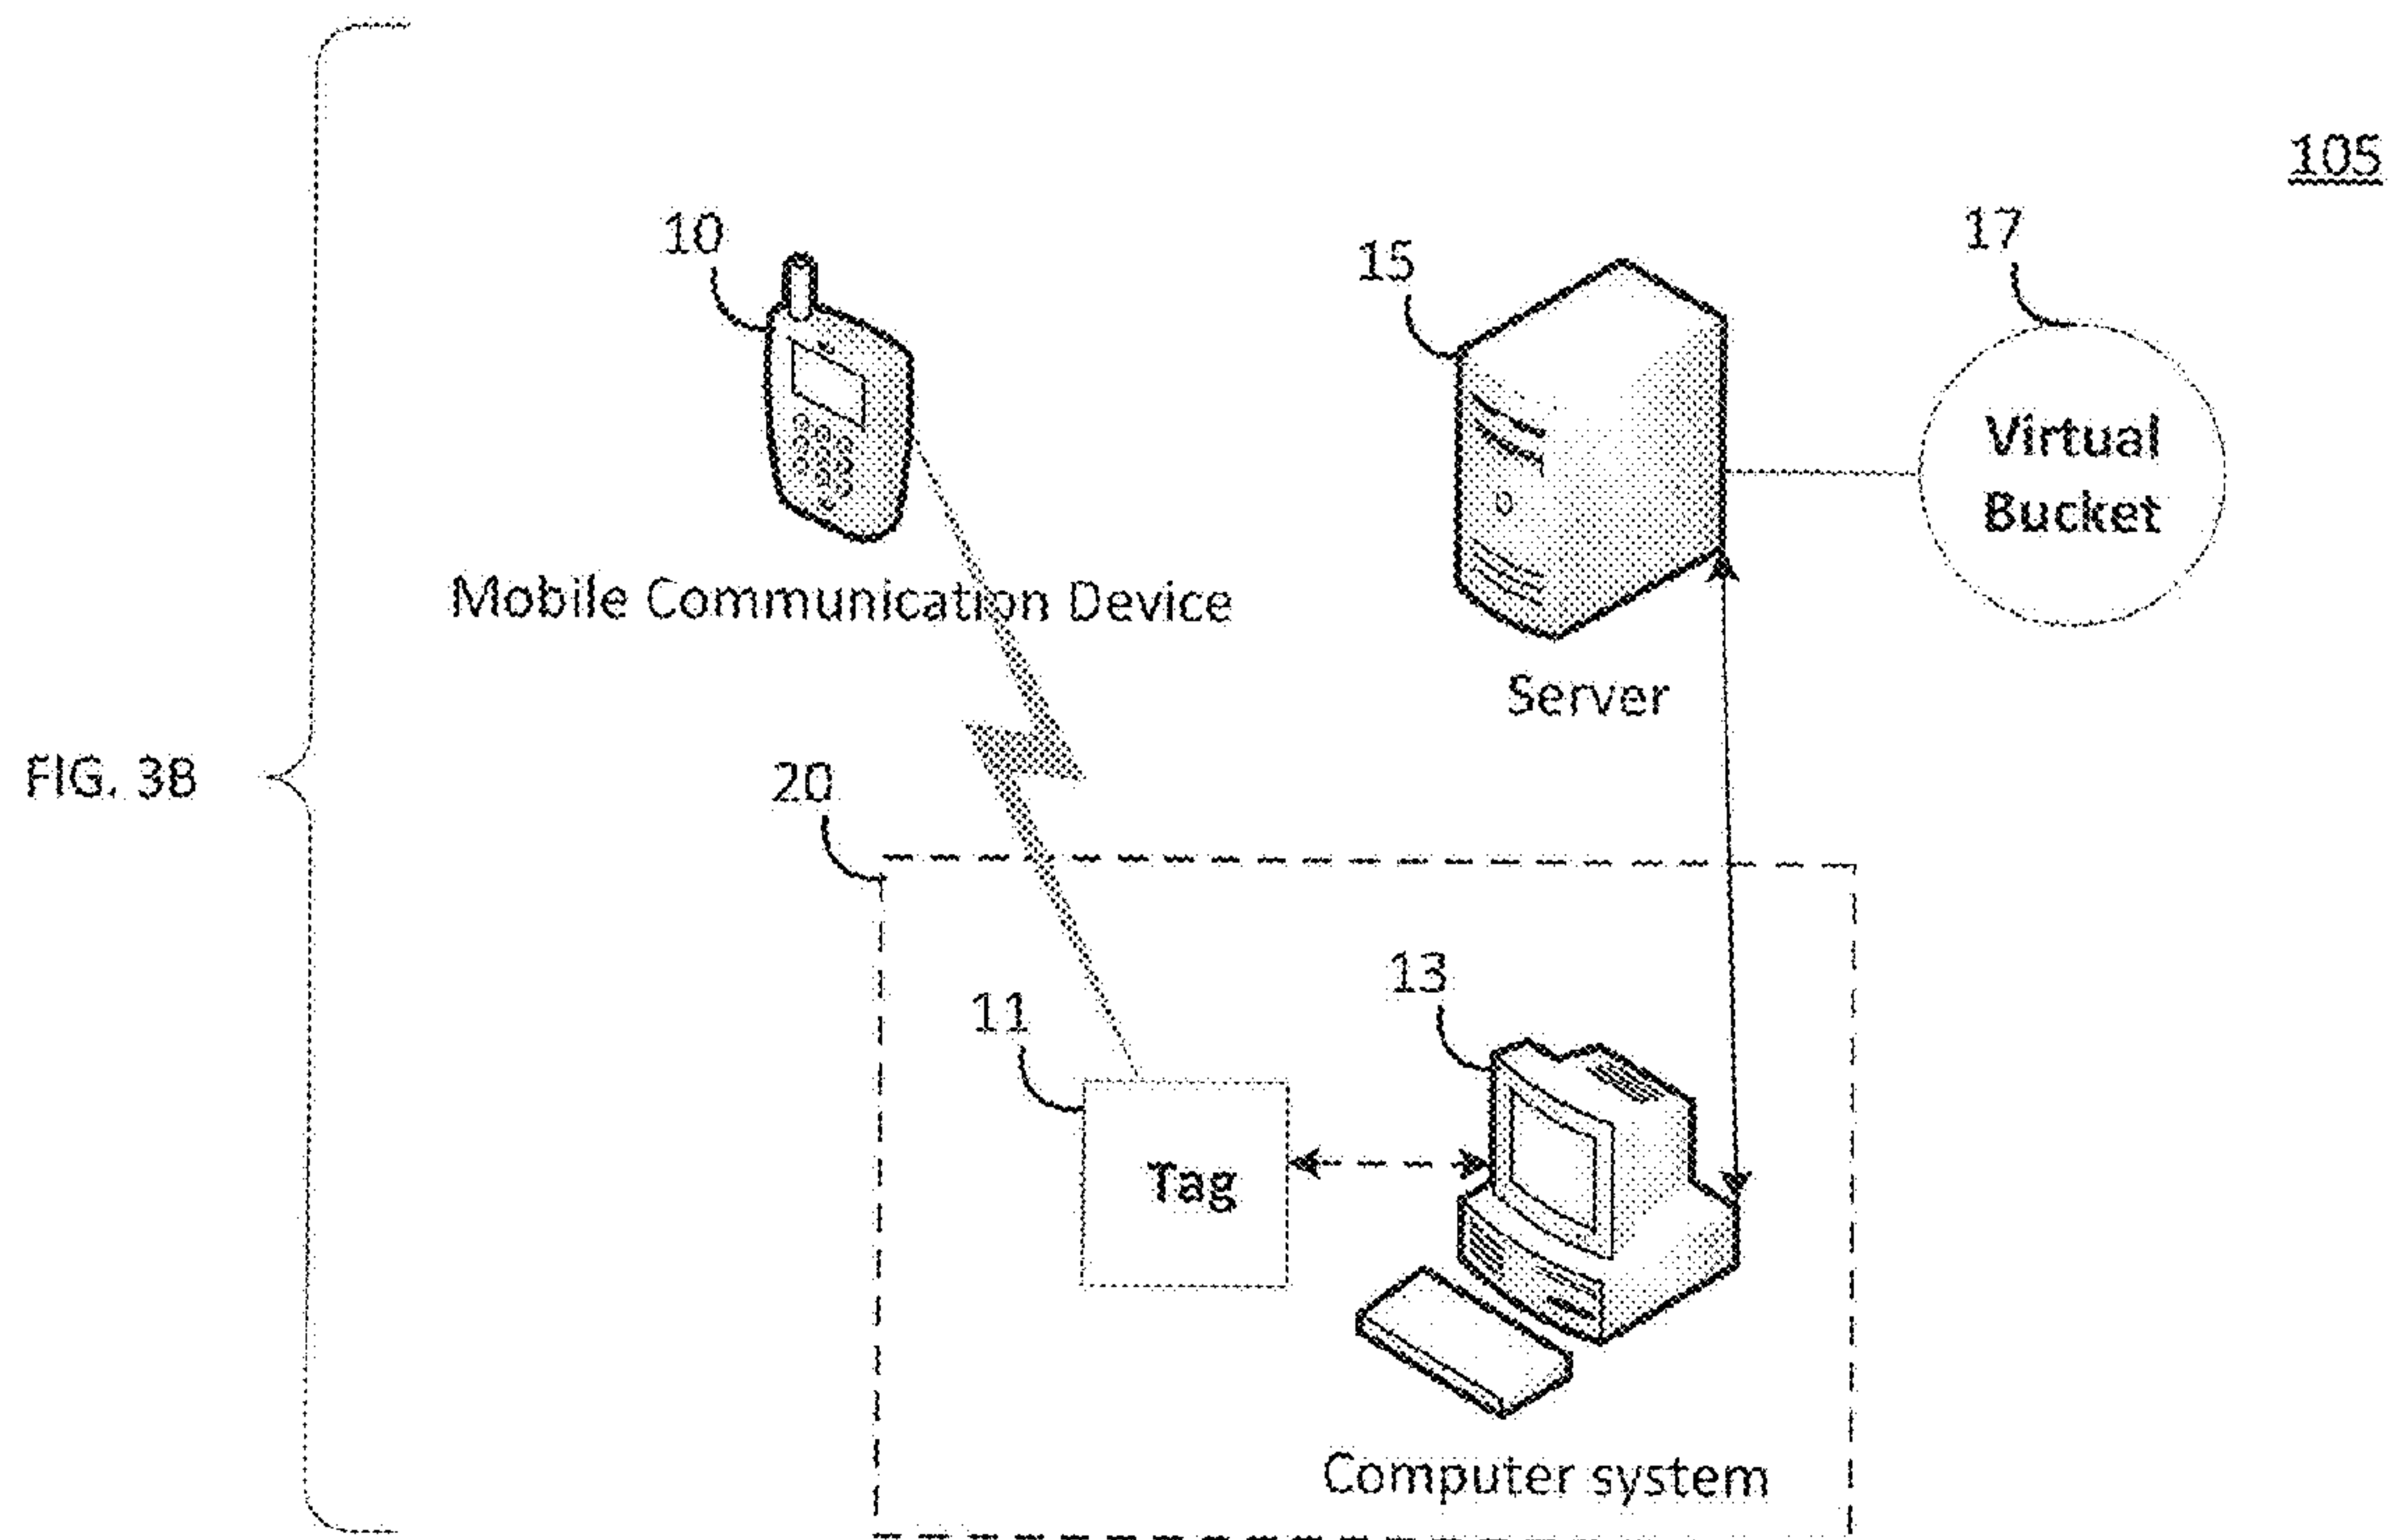 105
10
15
17
Virtual
Bucket
Mobile Communication Device
Server
FIG. 3B
20
13
11
Tag
Computer system